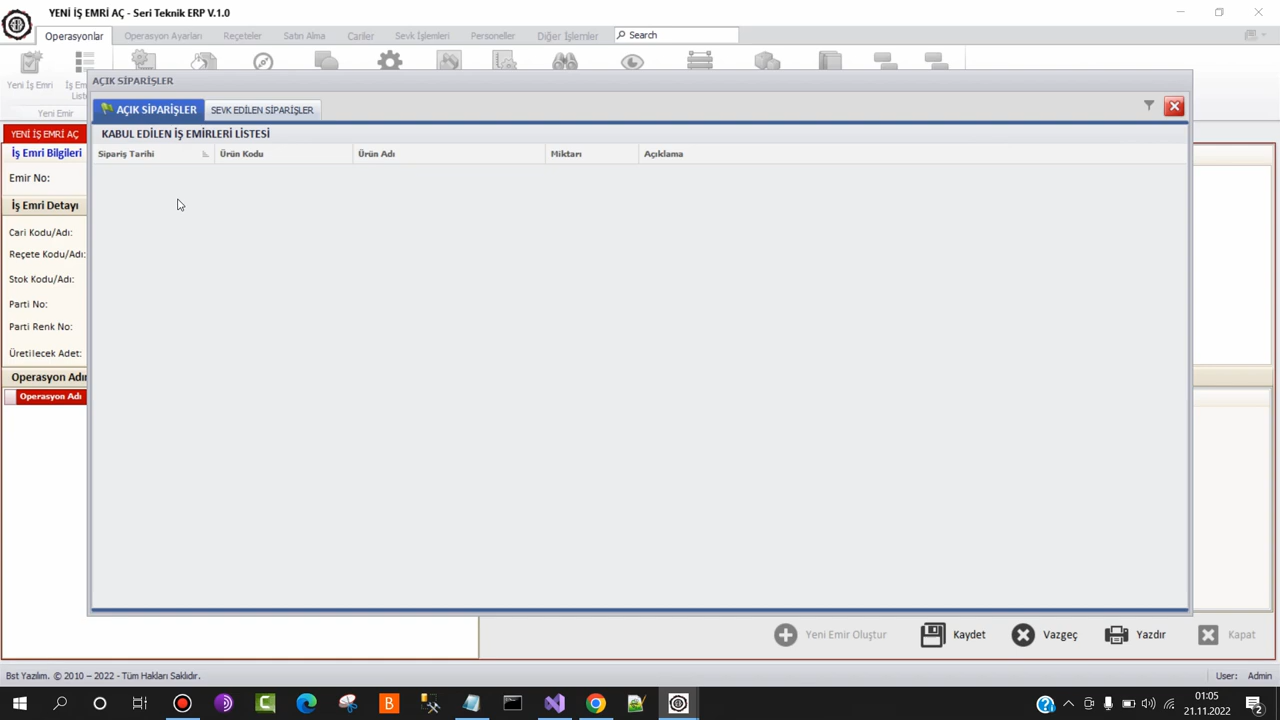 YENİ İŞ EMRİ AÇ - Seri Teknik ERP V.1.0
Operasyonlar Operasyon Ayarları Reçeteler Satın Alma Cariler Sevk İşlemleri Personeller Diğer İşlemler Search
Yeni İş Emri İş Em
Liste
Yeni Emir
AÇIK SİPARİŞLER
AÇIK SİPARİŞLER SEVK EDİLEN SİPARİŞLER
YENİ İŞ EMRİ AÇ
KABUL EDİLEN İŞ EMİRLERİ LİSTESİ
Sipariş Tarihi Ürün Kodu Ürün Adı Miktarı Açıklama
İş Emri Bilgileri
Emir No:
İş Emri Detayı
Cari Kodu/Adı:
Reçete Kodu/Adı:
Stok Kodu/Adı:
Parti No:
Parti Renk No:
Üretilecek Adet:
Operasyon Adı
Operasyon Adı
Yeni Emir Oluştur Kaydet Vazgeç Yazdır Kapat
Bst Yazılım. © 2010 – 2022 - Tüm Hakları Saklıdır. User: Admin
01:05
21.11.2022